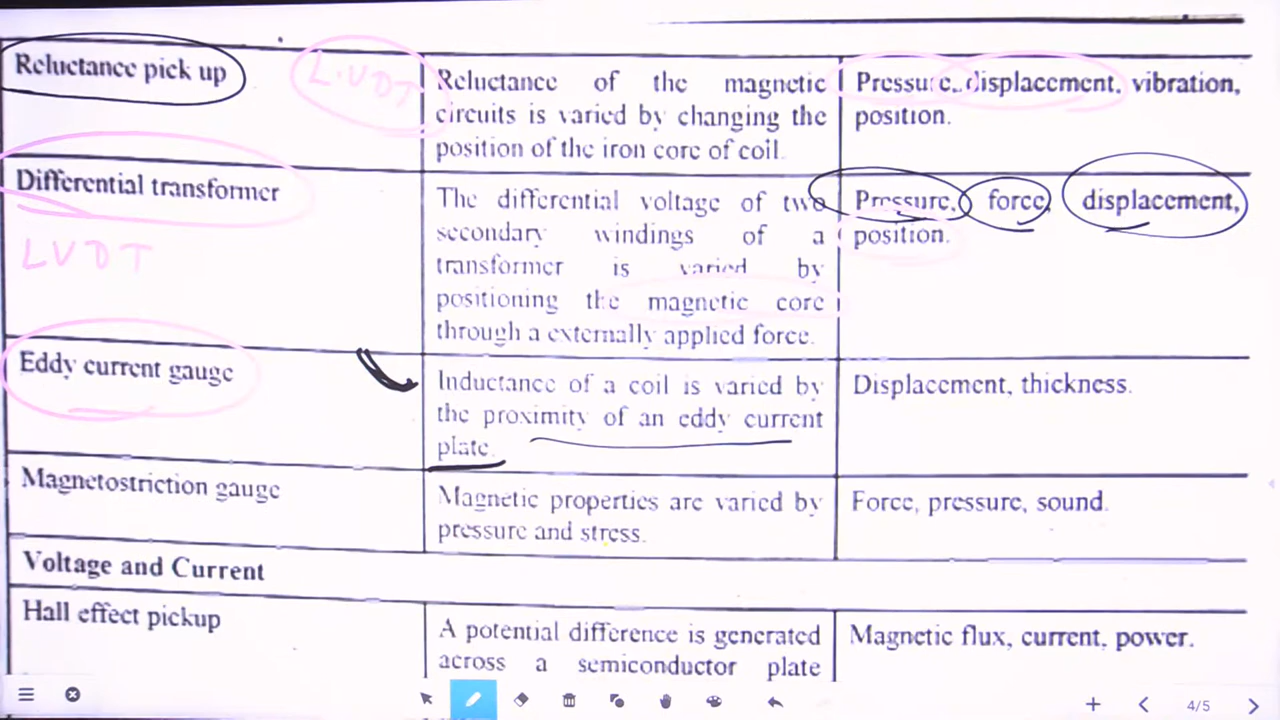 Reluctance pick up
L.VDT
Reluctance of the magnetic
circuits is varied by changing the
position of the iron core of coil.
Pressure, displacement, vibration,
position.
Differential transformer
LVDT
The differential voltage of two
secondary windings of a
transformer is varied by
positioning the magnetic core
through a externally applied force.
Pressure, force, displacement,
position.
Eddy current gauge
Inductance of a coil is varied by
the proximity of an eddy current
plate.
Displacement, thickness.
Magnetostriction gauge
Magnetic properties are varied by
pressure and stress.
Force, pressure, sound.
Voltage and Current
Hall effect pickup
A potential difference is generated
across a semiconductor plate
Magnetic flux, current, power.
4/5